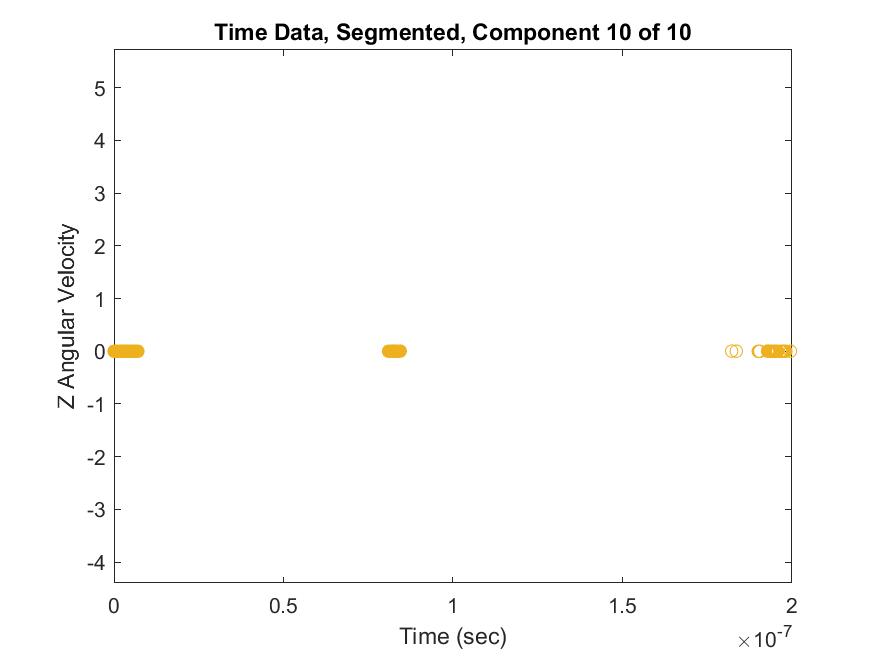 Time Data, Segmented, Component 10 of 10
5
4
3
2
1
0
-1
-2
-3
-4
Z Angular Velocity
0 0.5 1 1.5 2
Time (sec)
×10-7